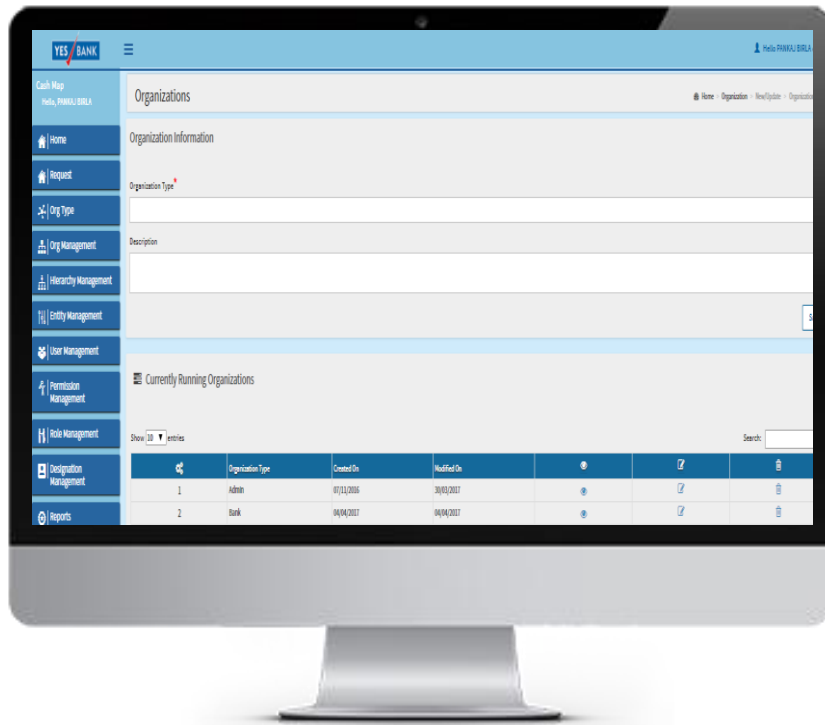 YES BANK
Hello PANKAJ BIRLA
Cash Map
Hello, PANKAJ BIRLA
Organizations
Home > Organization > New/Update > Organization
Home
Request
Org Type
Org Management
Hierarchy Management
Entity Management
User Management
Permission
Management
Role Management
Designation
Management
Reports
Organization Information
Organization Type*
Description
S
Currently Running Organizations
Show 10 entries
Search:
Organization Type Created On Modified On
1 Admin 07/11/2016 30/03/2017
2 Bank 04/04/2017 04/04/2017